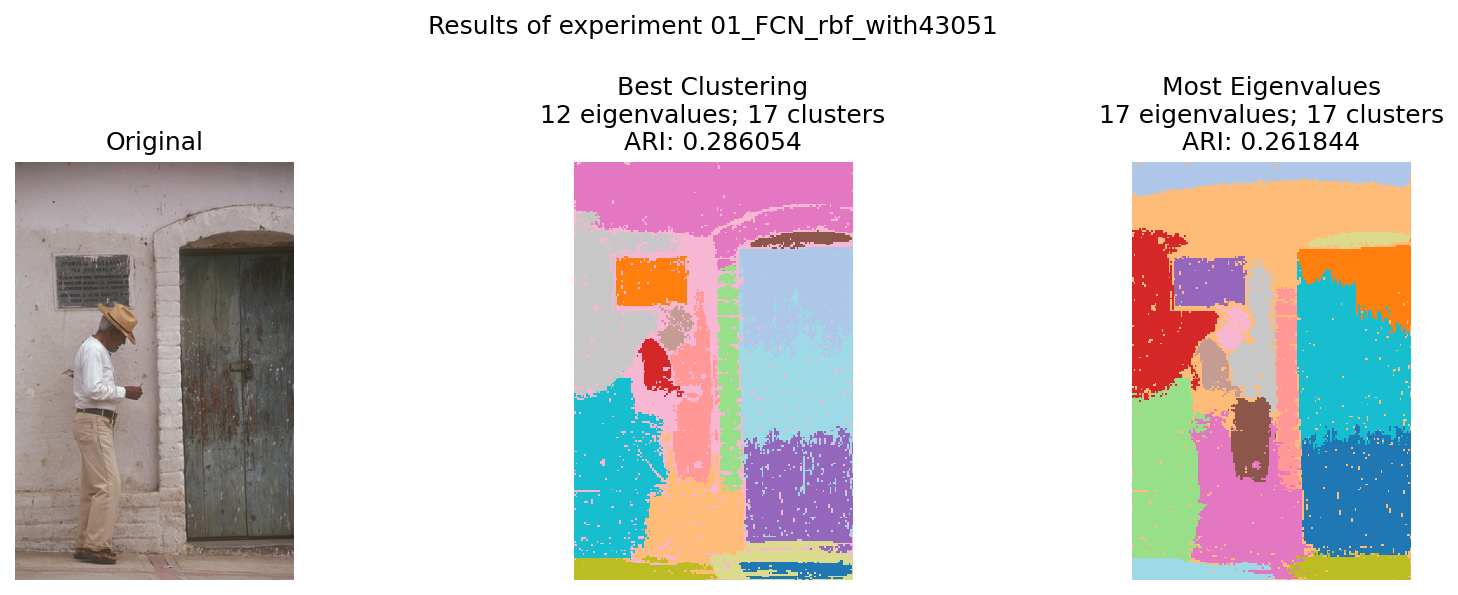 Results of experiment 01_FCN_rbf_with43051
Original
Best Clustering
12 eigenvalues; 17 clusters
ARI: 0.286054
Most Eigenvalues
17 eigenvalues; 17 clusters
ARI: 0.261844